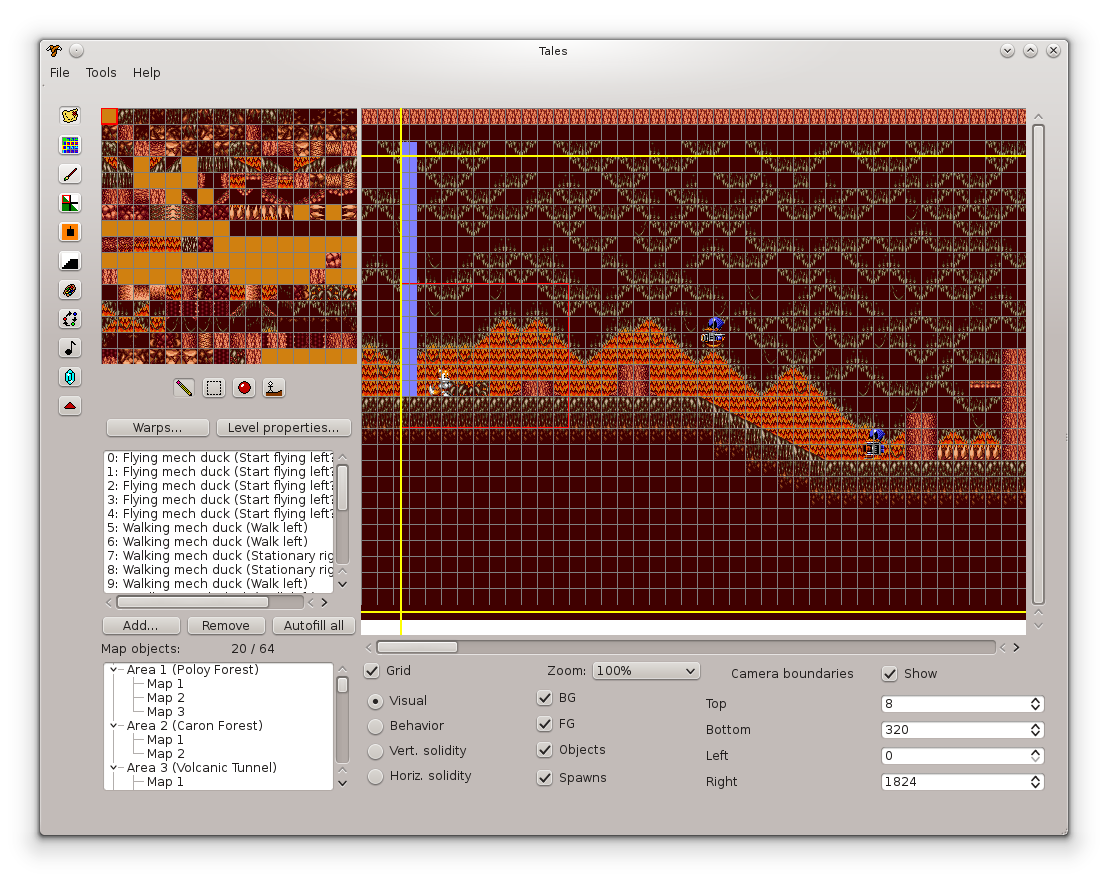 Tales
File Tools Help
Warps... Level properties...
0: Flying mech duck (Start flying left?
1: Flying mech duck (Start flying left?
2: Flying mech duck (Start flying left?
3: Flying mech duck (Start flying left?
4: Flying mech duck (Start flying left?
5: Walking mech duck (Walk left)
6: Walking mech duck (Walk left)
7: Walking mech duck (Stationary rig
8: Walking mech duck (Stationary rig
9: Walking mech duck (Walk left)
Add... Remove Autofill all
Map objects: 20 / 64
Area 1 (Poloy Forest)
Map 1
Map 2
Map 3
Area 2 (Caron Forest)
Map 1
Map 2
Area 3 (Volcanic Tunnel)
Map 1
Grid
Visual
Behavior
Vert. solidity
Horiz. solidity
Zoom: 100%
BG
FG
Objects
Spawns
Camera boundaries Show
Top 8
Bottom 320
Left 0
Right 1824